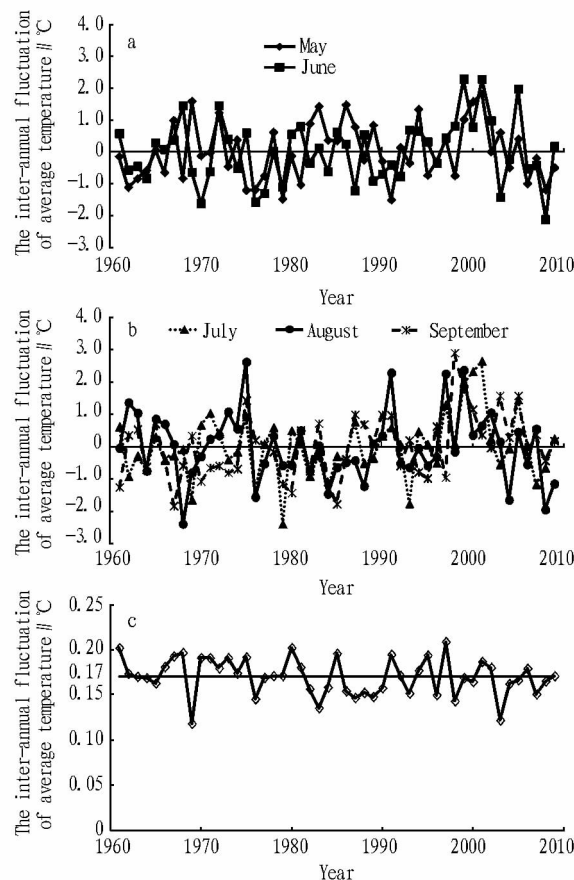 The inter-annual fluctuation
of average temperature∥℃
4.0
3.0
2.0
1.0
0
−1.0
−2.0
−3.0
a
May
June
1960 1970 1980 1990 2000 2010
Year
The inter-annual fluctuation
of average temperature∥℃
4.0
3.0
2.0
1.0
0
−1.0
−2.0
−3.0
b
July August September
1960 1970 1980 1990 2000 2010
Year
The inter-annual fluctuation
of average temperature∥℃
0.25
0.20
0.17
0.15
0.10
0.05
0
c
1960 1970 1980 1990 2000 2010
Year